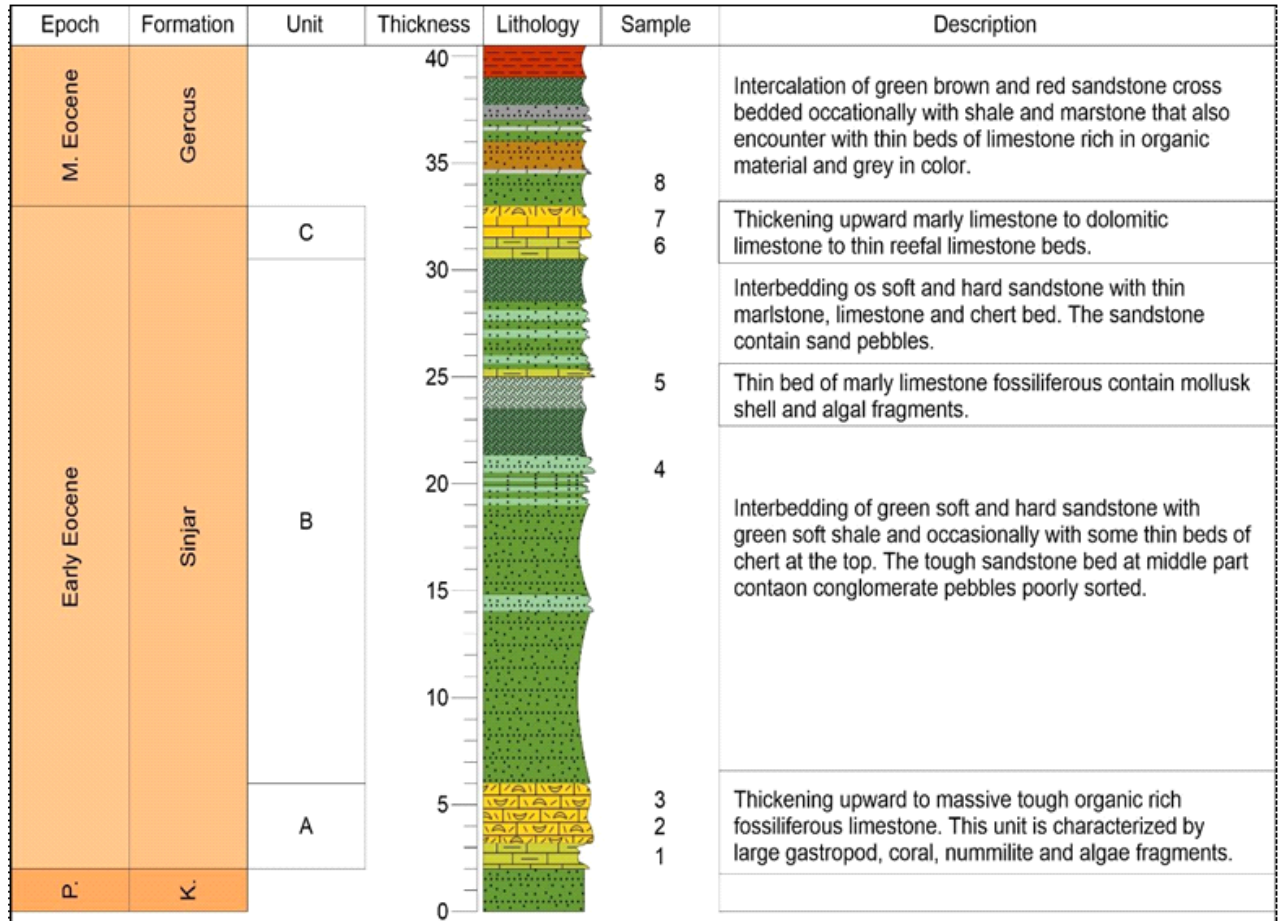 Epoch Formation Unit Thickness Lithology Sample Description
M. Eocene
Gercus
40
35
8
Intercalation of green brown and red sandstone cross
bedded occationally with shale and marstone that also
encounter with thin beds of limestone rich in organic
material and grey in color.
Early Eocene
Sinjar
C
7
6
Thickening upward marly limestone to dolomitic
limestone to thin reefal limestone beds.
30
Interbedding os soft and hard sandstone with thin
marlstone, limestone and chert bed. The sandstone
contain sand pebbles.
25
5
Thin bed of marly limestone fossiliferous contain mollusk
shell and algal fragments.
B
20
4
15
10
Interbedding of green soft and hard sandstone with
green soft shale and occasionally with some thin beds of
chert at the top. The tough sandstone bed at middle part
contaon conglomerate pebbles poorly sorted.
A
5
3
2
1
Thickening upward to massive tough organic rich
fossiliferous limestone. This unit is characterized by
large gastropod, coral, nummilite and algae fragments.
P.
K.
0